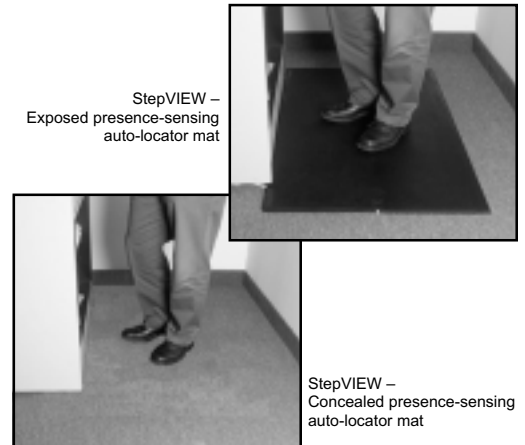 StepVIEW –
Exposed presence-sensing
auto-locator mat
StepVIEW –
Concealed presence-sensing
auto-locator mat